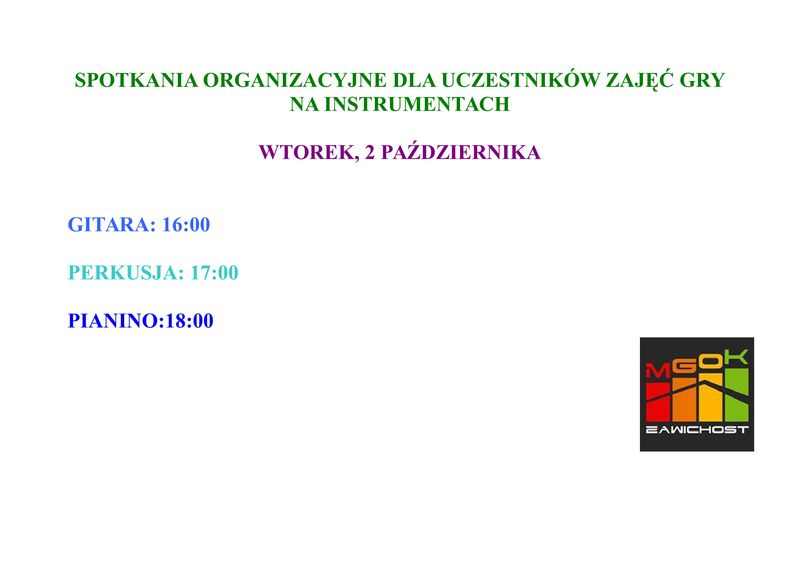 SPOTKANIA ORGANIZACYJNE DLA UCZESTNIKÓW ZAJĘĆ GRY
NA INSTRUMENTACH
WTOREK, 2 PAŹDZIERNIKA
GITARA: 16:00
PERKUSJA: 17:00
PIANINO:18:00
MGOK
ZAWICHOST